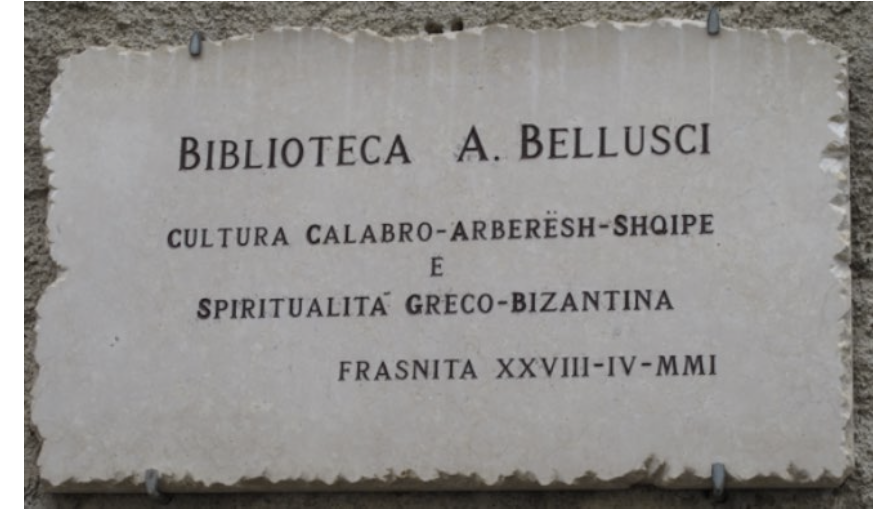 BIBLIOTECA A. BELLUSCI
CULTURA CALABRO-ARBERËSH-SHQIPE
E
SPIRITUALITÀ GRECO-BIZANTINA
FRASNITA XXVIII-IV-MMI